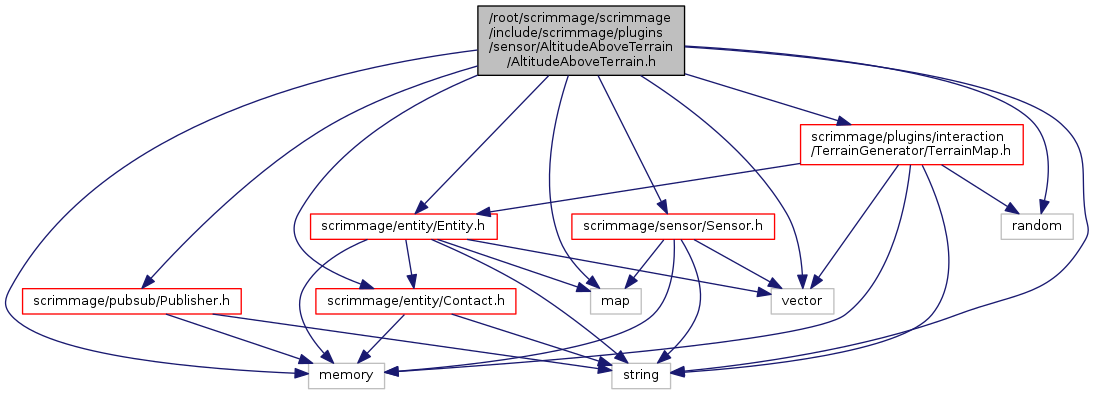 /root/scrimmage/scrimmage
/include/scrimmage/plugins
/sensor/AltitudeAboveTerrain
/AltitudeAboveTerrain.h
scrimmage/plugins/interaction
/TerrainGenerator/TerrainMap.h
scrimmage/entity/Entity.h
scrimmage/sensor/Sensor.h
random
scrimmage/pubsub/Publisher.h
scrimmage/entity/Contact.h
map
vector
memory
string